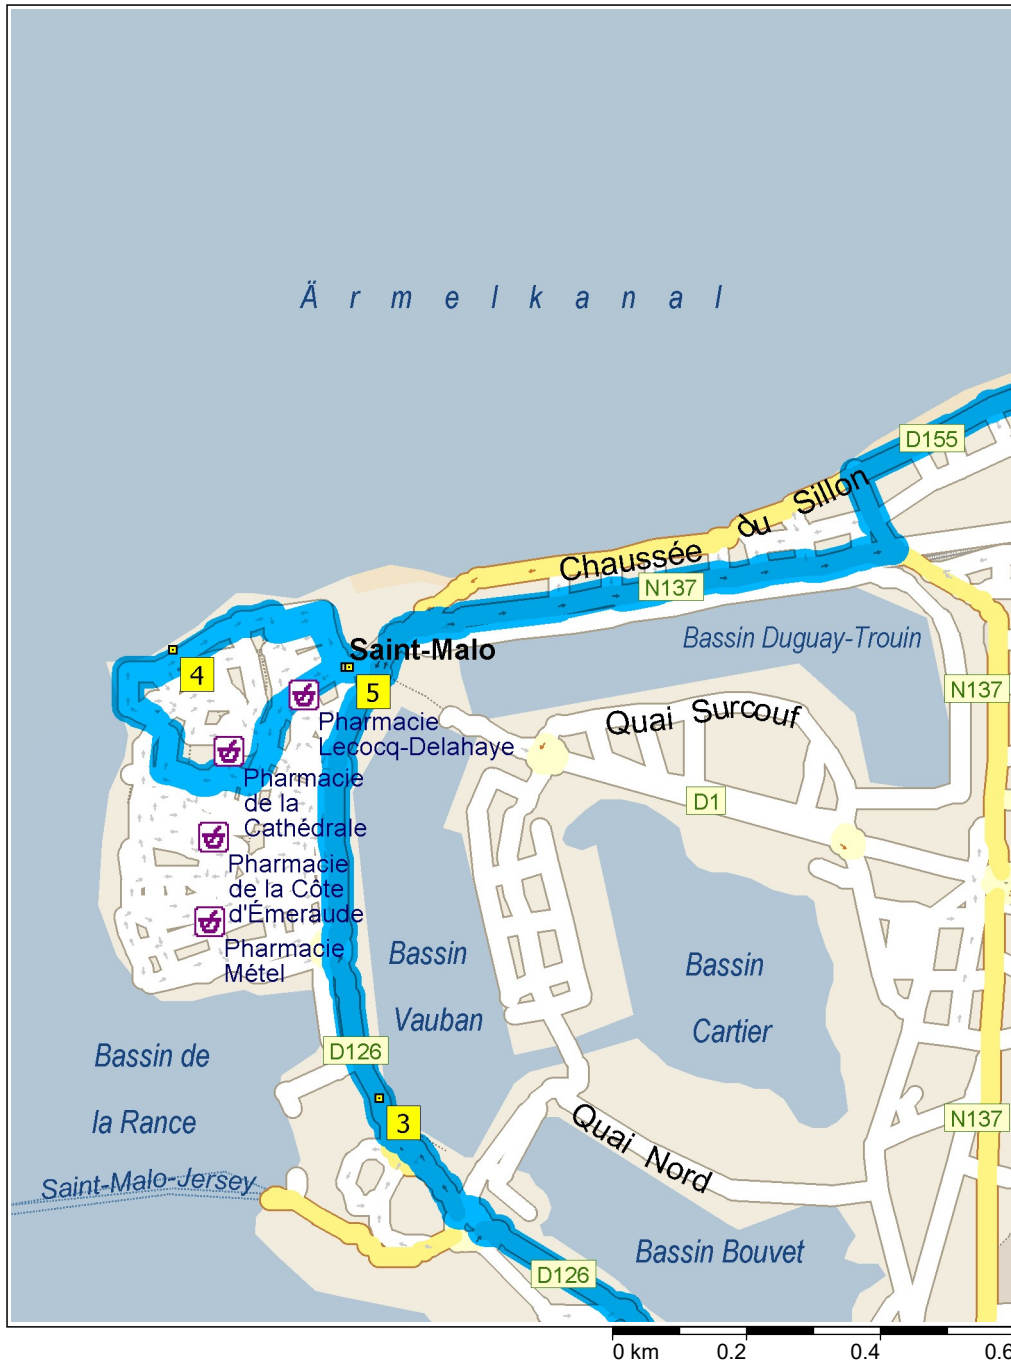 Ärmelkanal
D155
Chaussée du Sillon
N137
Bassin Duguay-Trouin
Saint-Malo
4
5
N137
Quai Surcouf
Pharmacie
Lecocq-Delahaye
Pharmacie
de la
Cathédrale
D1
Pharmacie
de la Côte
d'Émeraude
Pharmacie
Métel
Bassin
Vauban
Bassin
Cartier
Bassin de
la Rance
D126
3
Quai Nord
N137
Saint-Malo-Jersey
Bassin Bouvet
D126
0 km
0.2
0.4
0.6